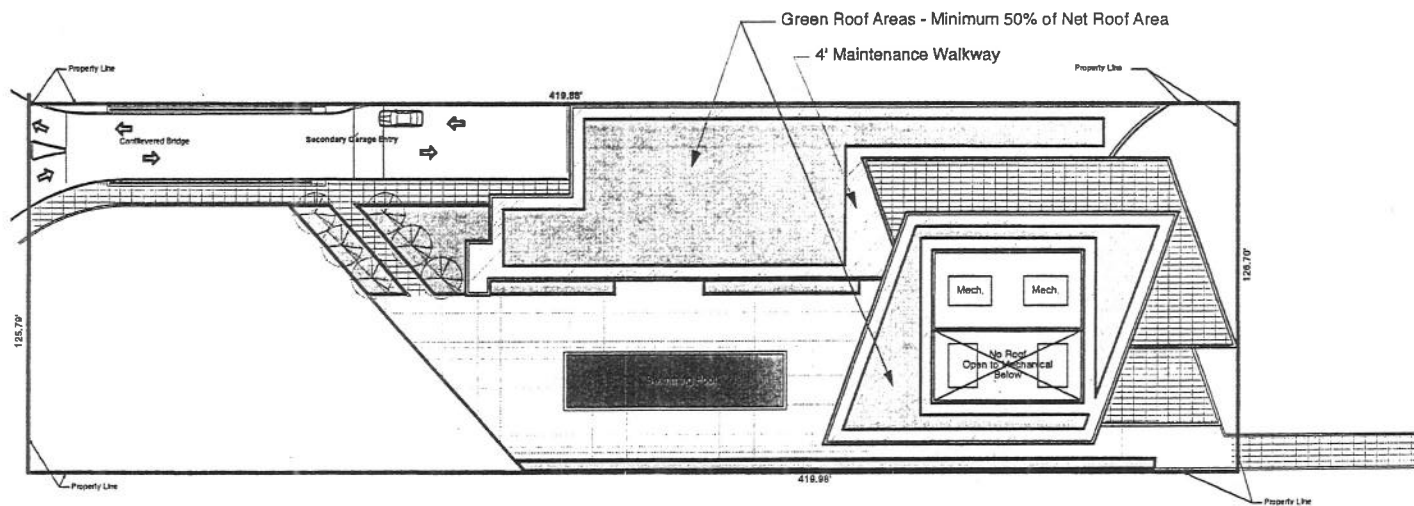 Green Roof Areas - Minimum 50% of Net Roof Area
4' Maintenance Walkway
Property Line
Property Line
419.88'
Cantilevered Bridge
Secondary Garage Entry
125.79'
126.70'
Mech.
Mech.
No Roof
Open to Mechanical
Below
Swimming Pool
419.98'
Property Line
Property Line